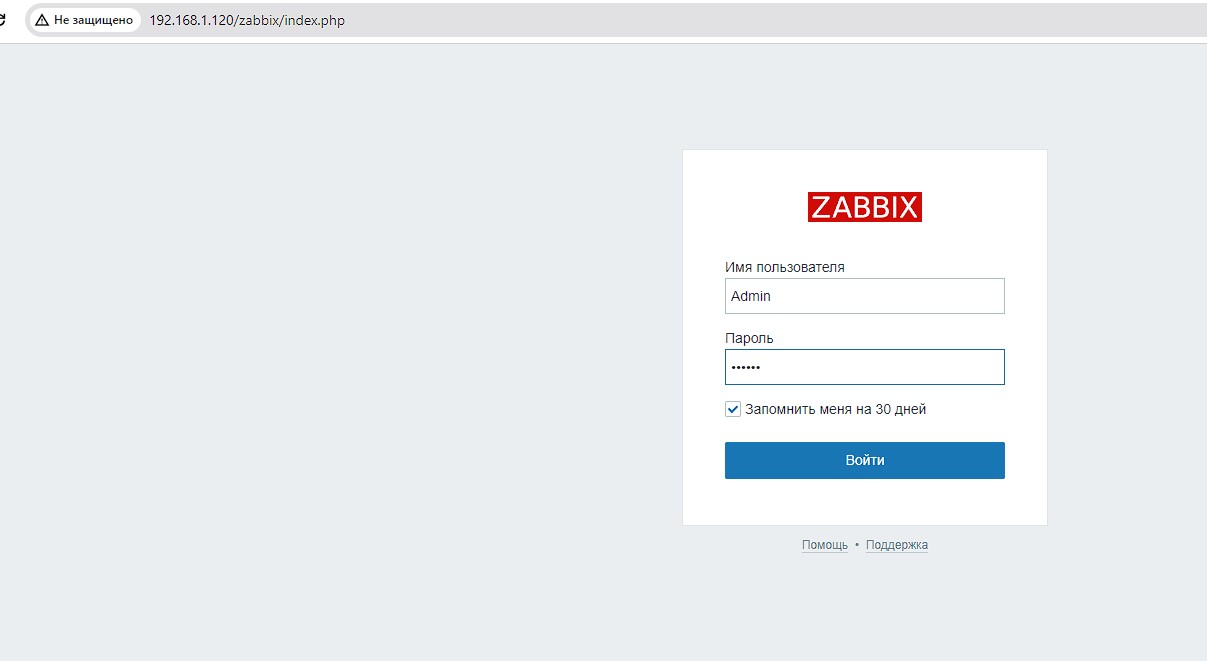 Не защищено 192.168.1.120/zabbix/index.php
ZABBIX
Имя пользователя
Admin
Пароль
••••••
Запомнить меня на 30 дней
Войти
Помощь • Поддержка